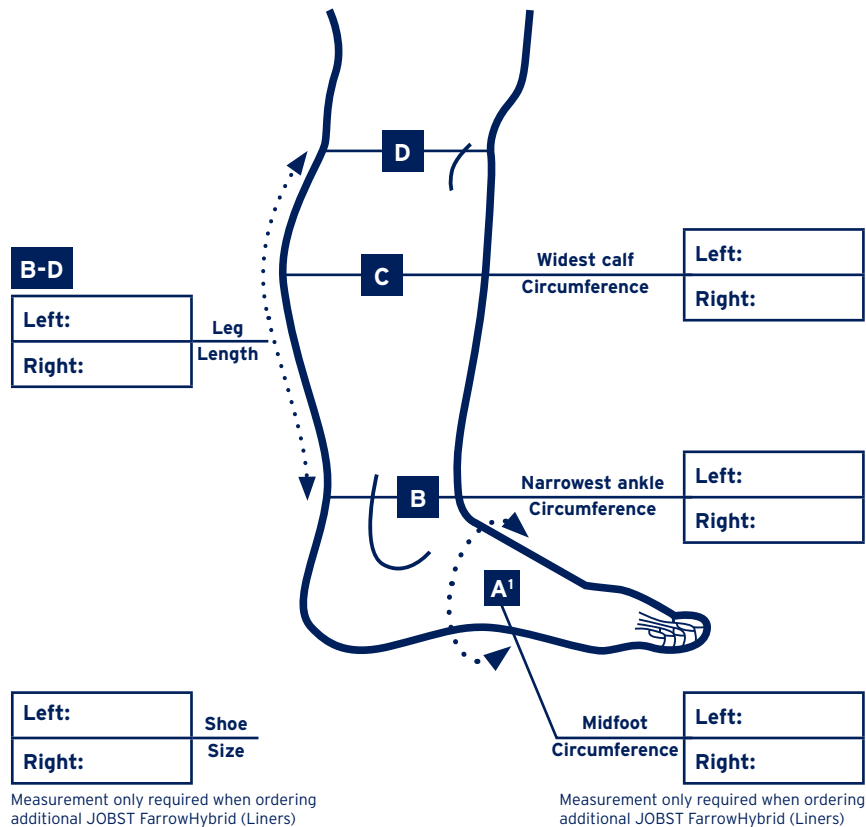 D
B-D
Left:
Right:
Leg
Length
C
Widest calf
Circumference
Left:
Right:
B
Narrowest ankle
Circumference
Left:
Right:
A¹
Left:
Right:
Shoe
Size
Measurement only required when ordering
additional JOBST FarrowHybrid (Liners)
Midfoot
Circumference
Left:
Right:
Measurement only required when ordering
additional JOBST FarrowHybrid (Liners)